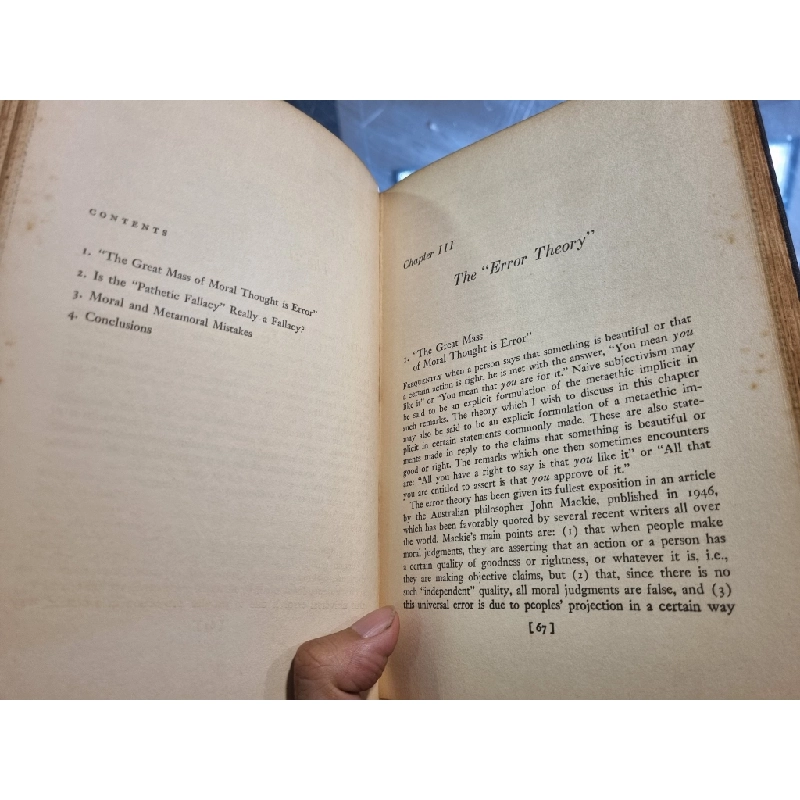 CONTENTS
1. "The Great Mass of Moral Thought is Error"
2. Is the "Pathetic Fallacy" Really a Fallacy?
3. Moral and Metamoral Mistakes
4. Conclusions
Chapter III
The "Error Theory"
1. "The Great Mass
of Moral Thought is Error"
FREQUENTLY when a person says that something is beautiful or that
a certain action is right, he is met with the answer, "You mean you
like it" or "You mean that you are for it." Naive subjectivism may
be said to be an explicit formulation of the metaethic implicit in
such remarks. The theory which I wish to discuss in this chapter
may also be said to be an explicit formulation of a metaethic im-
plicit in certain statements commonly made. These are also state-
ments made in reply to the claims that something is beautiful or
good or right. The remarks which one then sometimes encounters
are: "All you have a right to say is that you like it" or "All that
you are entitled to assert is that you approve of it."
The error theory has been given its fullest exposition in an article
by the Australian philosopher John Mackie, published in 1946,
which has been favorably quoted by several recent writers all over
the world. Mackie's main points are: (1) that when people make
moral judgments, they are asserting that an action or a person has
a certain quality of goodness or rightness, or whatever it is, i.e.,
they are making objective claims, but (2) that, since there is no
such "independent" quality, all moral judgments are false, and (3)
this universal error is due to peoples' projection in a certain way
[67]